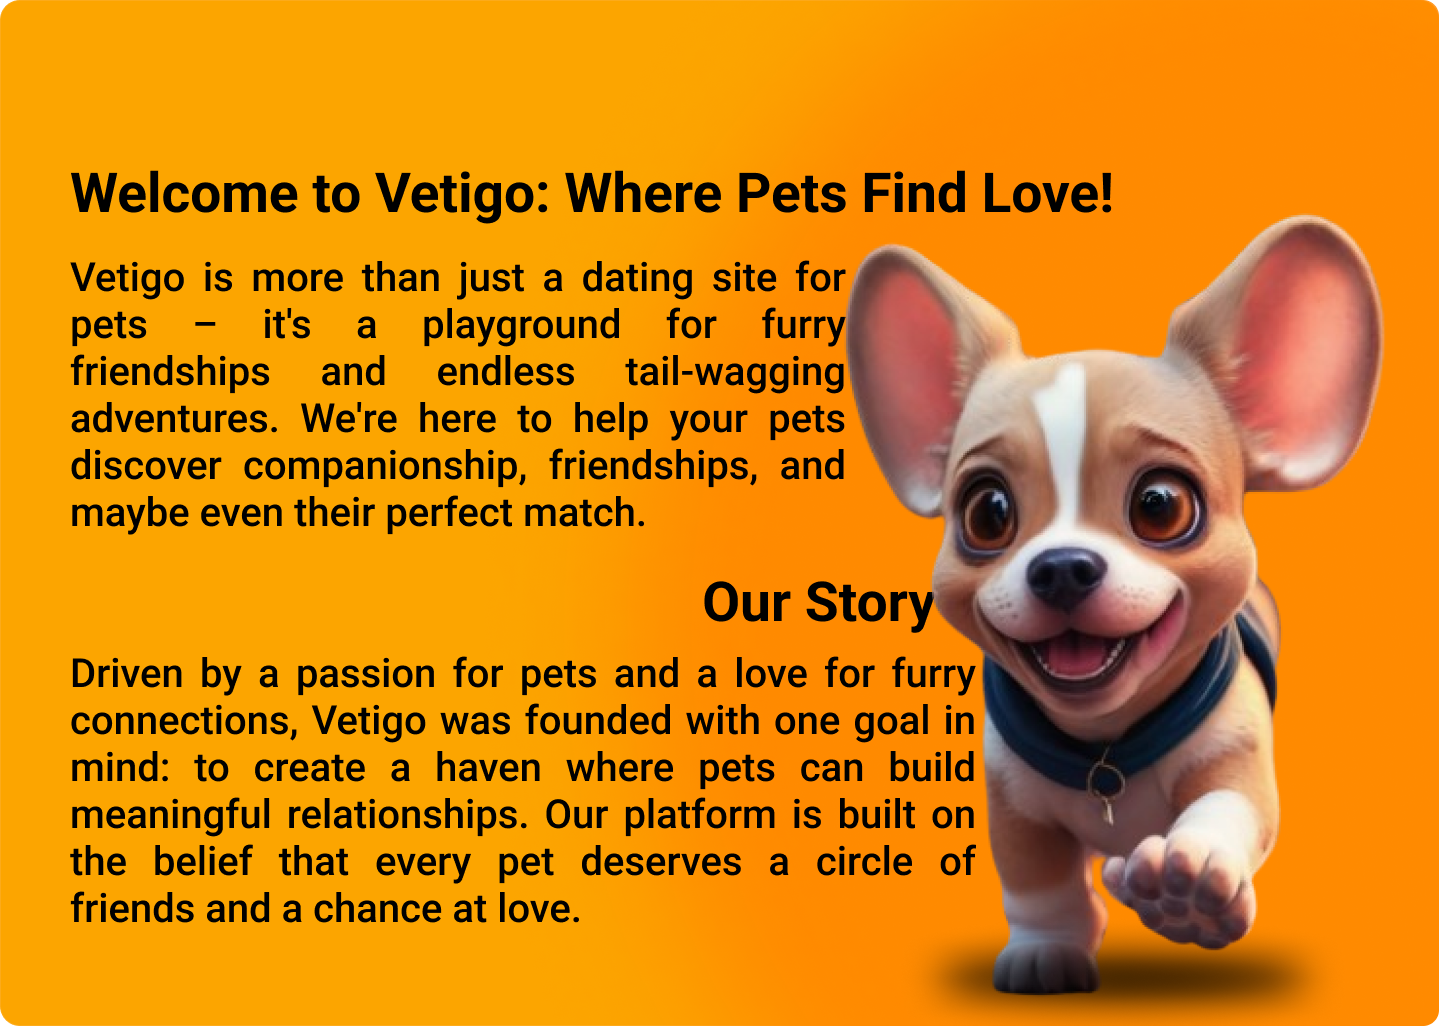 Welcome to Vetigo: Where Pets Find Love!
Vetigo is more than just a dating site for
pets – it's a playground for furry
friendships and endless tail-wagging
adventures. We're here to help your pets
discover companionship, friendships, and
maybe even their perfect match.
Our Story
Driven by a passion for pets and a love for furry
connections, Vetigo was founded with one goal in
mind: to create a haven where pets can build
meaningful relationships. Our platform is built on
the belief that every pet deserves a circle of
friends and a chance at love.